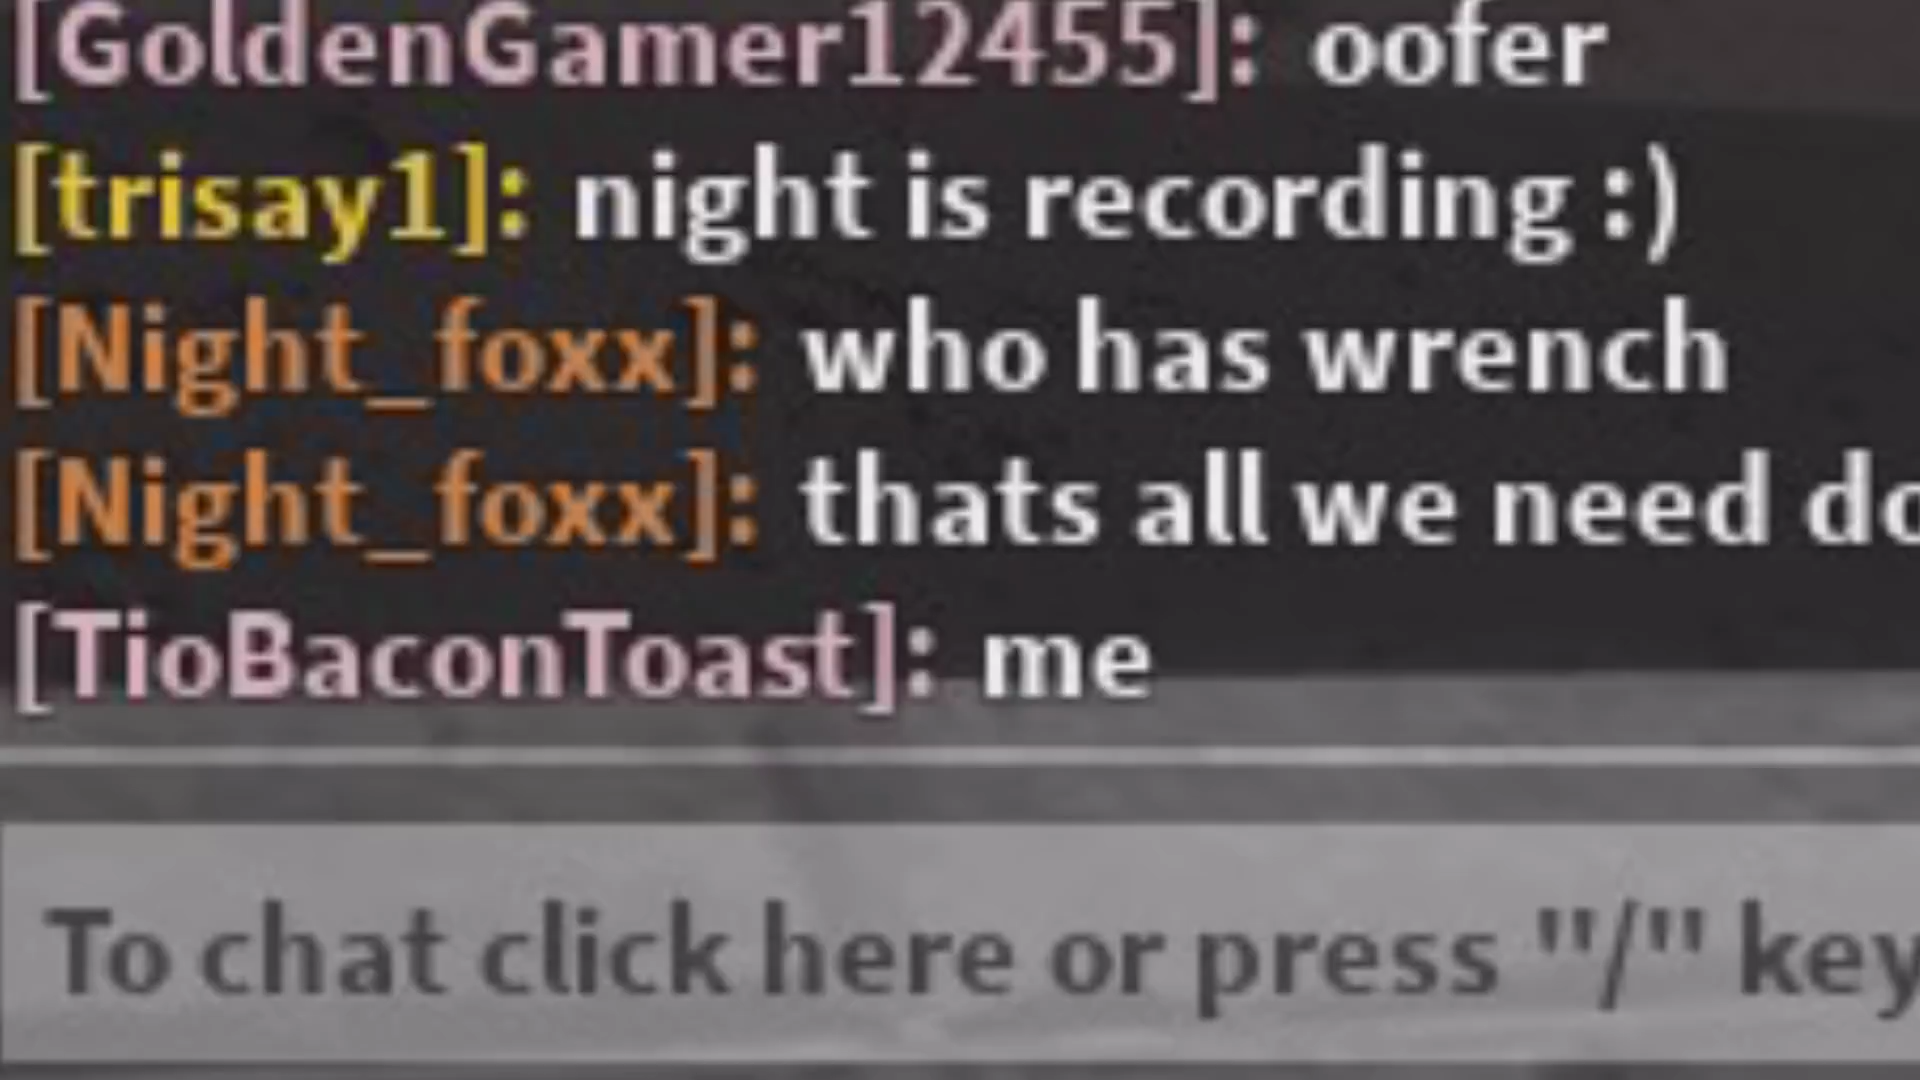 [GoldenGamer12455]: oofer
[trisay1]: night is recording :)
[Night_foxx]: who has wrench
[Night_foxx]: thats all we need
[TioBaconToast]: me
To chat click here or press "/" key